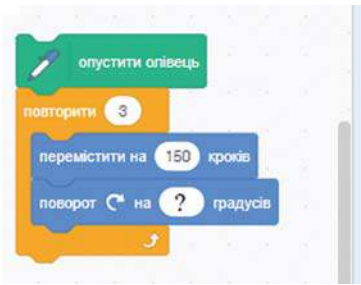 опустити олівець
повторити 3
перемістити на 150 кроків
поворот на ? градусів